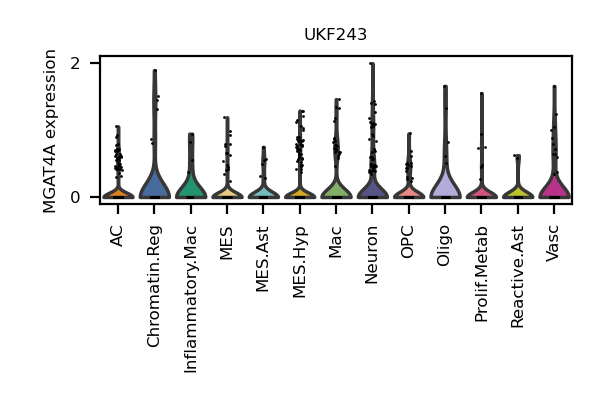 UKF243
MGAT4A expression
2
0
AC
Chromatin.Reg
Inflammatory.Mac
MES
MES.Ast
MES.Hyp
Mac
Neuron
OPC
Oligo
Prolif.Metab
Reactive.Ast
Vasc